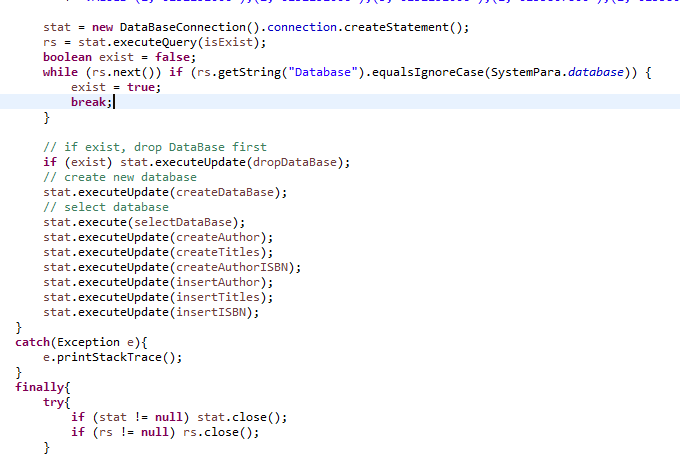 stat = new DataBaseConnection().connection.createStatement();
rs = stat.executeQuery(isExist);
boolean exist = false;
while (rs.next()) if (rs.getString("Database").equalsIgnoreCase(SystemPara.database)) {
exist = true;
break;
}
// if exist, drop DataBase first
if (exist) stat.executeUpdate(dropDataBase);
// create new database
stat.executeUpdate(createDataBase);
// select database
stat.execute(selectDataBase);
stat.executeUpdate(createAuthor);
stat.executeUpdate(createTitles);
stat.executeUpdate(createAuthorISBN);
stat.executeUpdate(insertAuthor);
stat.executeUpdate(insertTitles);
stat.executeUpdate(insertISBN);
}
catch(Exception e){
e.printStackTrace();
}
finally{
try{
if (stat != null) stat.close();
if (rs != null) rs.close();
}